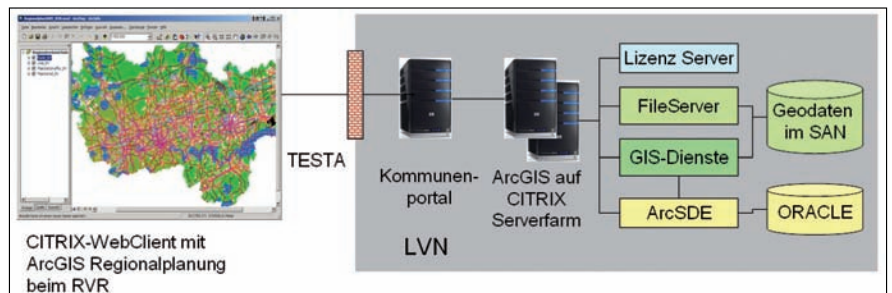 CITRIX-WebClient mit
ArcGIS Regionalplanung
beim RVR
TESTA
Kommunen-
portal
LVN
ArcGIS auf
CITRIX
Serverfarm
Lizenz Server
FileServer
GIS-Dienste
ArcSDE
Geodaten
im SAN
ORACLE